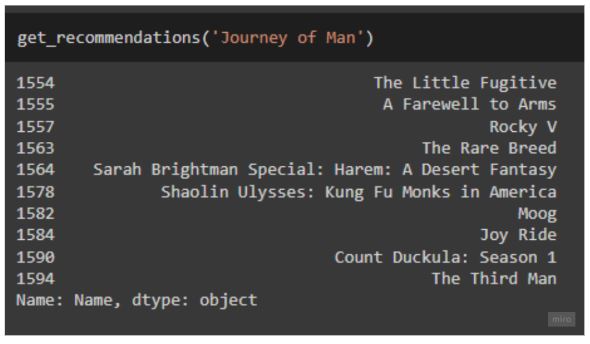 get_recommendations('Journey of Man')
1554 The Little Fugitive
1555 A Farewell to Arms
1557 Rocky V
1563 The Rare Breed
1564 Sarah Brightman Special: Harem: A Desert Fantasy
1578 Shaolin Ulysses: Kung Fu Monks in America
1582 Moog
1584 Joy Ride
1590 Count Duckula: Season 1
1594 The Third Man
Name: Name, dtype: object
miro